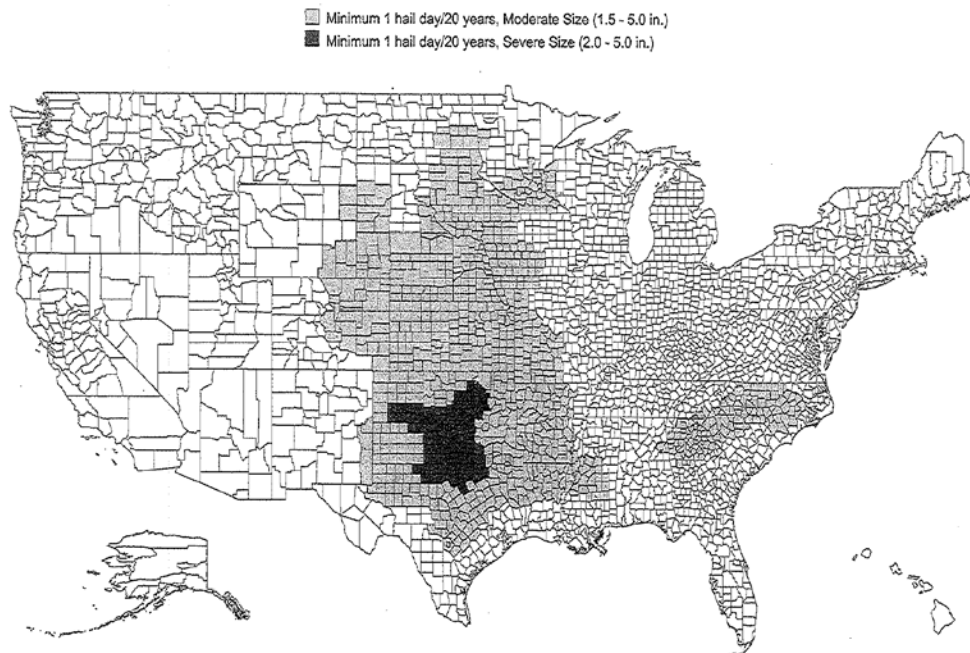 Minimum 1 hail day/20 years, Moderate Size (1.5 - 5.0 in.)
Minimum 1 hail day/20 years, Severe Size (2.0 - 5.0 in.)